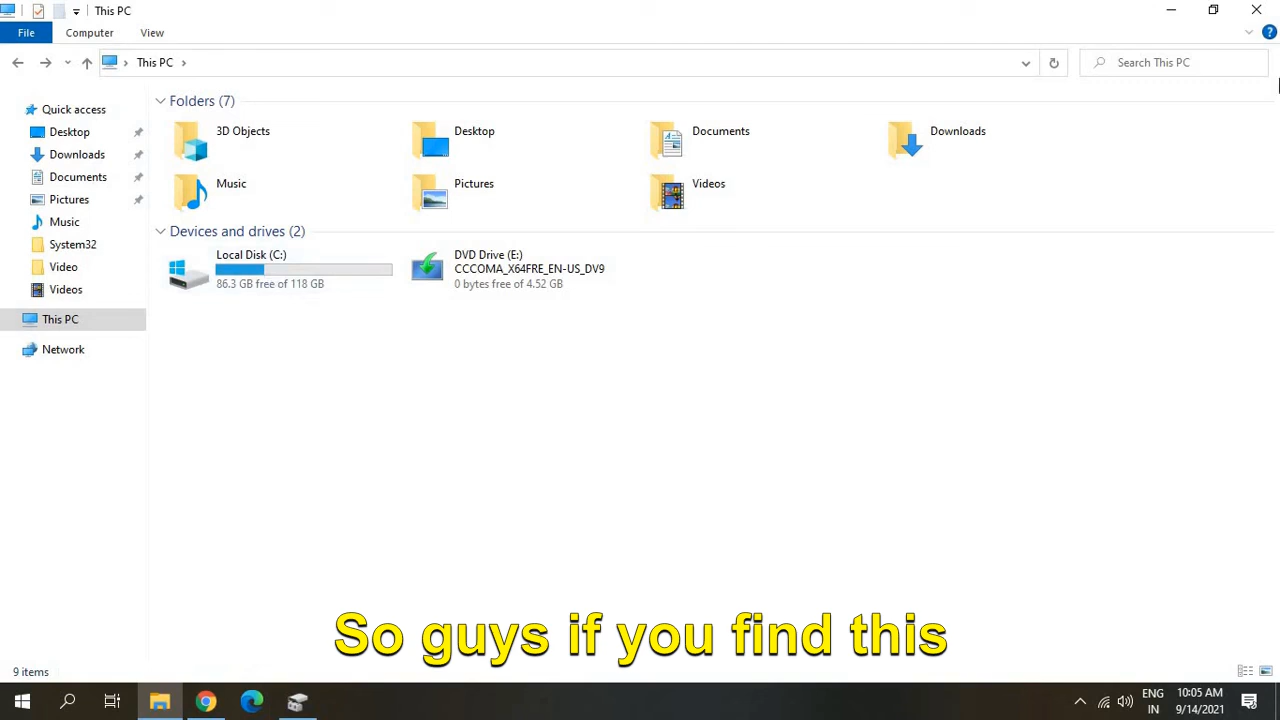 This PC
File
Computer
View
This PC
Search This PC
Quick access
Desktop
Downloads
Documents
Pictures
Music
System32
Video
Videos
This PC
Network
Folders (7)
3D Objects
Desktop
Documents
Downloads
Music
Pictures
Videos
Devices and drives (2)
Local Disk (C:)
86.3 GB free of 118 GB
DVD Drive (E:)
CCCOMA_X64FRE_EN-US_DV9
0 bytes free of 4.52 GB
So guys if you find this
9 items
ENG
IN
10:05 AM
9/14/2021